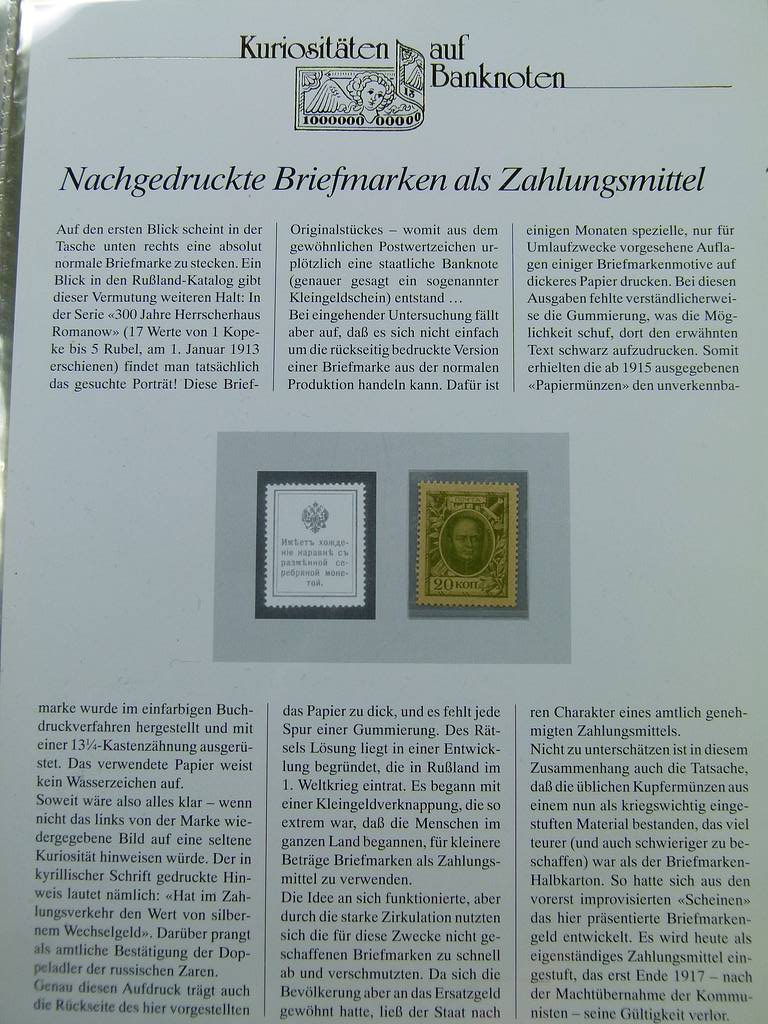 Kuriositäten auf
Banknoten
13
1000000 00000
Nachgedruckte Briefmarken als Zahlungsmittel
Auf den ersten Blick scheint in der
Tasche unten rechts eine absolut
normale Briefmarke zu stecken. Ein
Blick in den Rußland-Katalog gibt
dieser Vermutung weiteren Halt: In
der Serie «300 Jahre Herrscherhaus
Romanow» (17 Werte von 1 Kope-
ke bis 5 Rubel, am 1. Januar 1913
erschienen) findet man tatsächlich
das gesuchte Porträt! Diese Brief-
marke wurde im einfarbigen Buch-
druckverfahren hergestellt und mit
einer 13¼-Kastenzähnung ausgerü-
stet. Das verwendete Papier weist
kein Wasserzeichen auf.
Soweit wäre also alles klar – wenn
nicht das links von der Marke wie-
dergegebene Bild auf eine seltene
Kuriosität hinweisen würde. Der in
kyrillischer Schrift gedruckte Hin-
weis lautet nämlich: «Hat im Zah-
lungsverkehr den Wert von silber-
nem Wechselgeld». Darüber prangt
als amtliche Bestätigung der Dop-
peladler der russischen Zaren.
Genau diesen Aufdruck trägt auch
die Rückseite des hier vorgestellten
Originalstückes – womit aus dem
gewöhnlichen Postwertzeichen ur-
plötzlich eine staatliche Banknote
(genauer gesagt ein sogenannter
Kleingeldschein) entstand …
Bei eingehender Untersuchung fällt
aber auf, daß es sich nicht einfach
um die rückseitig bedruckte Version
einer Briefmarke aus der normalen
Produktion handeln kann. Dafür ist
das Papier zu dick, und es fehlt jede
Spur einer Gummierung. Des Rät-
sels Lösung liegt in einer Entwick-
lung begründet, die in Rußland im
1. Weltkrieg eintrat. Es begann mit
einer Kleingeldverknappung, die so
extrem war, daß die Menschen im
ganzen Land begannen, für kleinere
Beträge Briefmarken als Zahlungs-
mittel zu verwenden.
Die Idee an sich funktionierte, aber
durch die starke Zirkulation nutzten
sich die für diese Zwecke nicht ge-
schaffenen Briefmarken zu schnell
ab und verschmutzten. Da sich die
Bevölkerung aber an das Ersatzgeld
gewöhnt hatte, ließ der Staat nach
einigen Monaten spezielle, nur für
Umlaufzwecke vorgesehene Aufla-
gen einiger Briefmarkenmotive auf
dickeres Papier drucken. Bei diesen
Ausgaben fehlte verständlicherwei-
se die Gummierung, was die Mög-
lichkeit schuf, dort den erwähnten
Text schwarz aufzudrucken. Somit
erhielten die ab 1915 ausgegebenen
«Papiermünzen» den unverkennba-
ren Charakter eines amtlich geneh-
migten Zahlungsmittels.
Nicht zu unterschätzen ist in diesem
Zusammenhang auch die Tatsache,
daß die üblichen Kupfermünzen aus
einem nun als kriegswichtig einge-
stuften Material bestanden, das viel
teurer (und auch schwieriger zu be-
schaffen) war als der Briefmarken-
Halbkarton. So hatte sich aus den
vorerst improvisierten «Scheinen»
das hier präsentierte Briefmarken-
geld entwickelt. Es wird heute als
eigenständiges Zahlungsmittel ein-
gestuft, das erst Ende 1917 – nach
der Machtübernahme der Kommu-
nisten – seine Gültigkeit verlor.
Имѣетъ хожде-
ніе наравнѣ съ
размѣнной се-
ребряной моне-
той.
ПОЧТА
20 КОП.